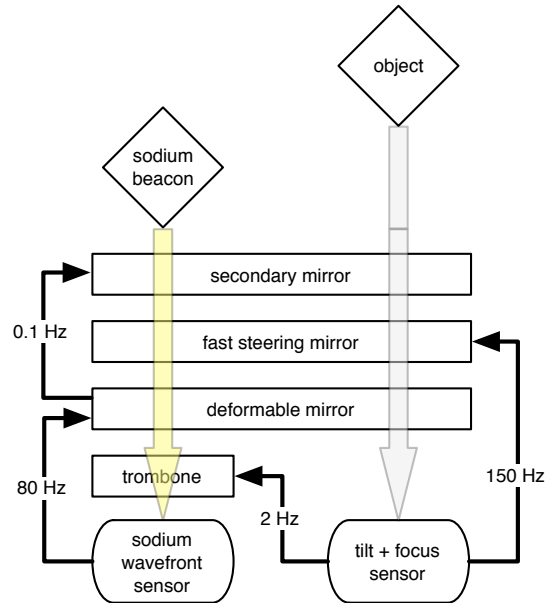 object
sodium
beacon
secondary mirror
0.1 Hz
fast steering mirror
deformable mirror
trombone
80 Hz
2 Hz
150 Hz
sodium
wavefront
sensor
tilt + focus
sensor